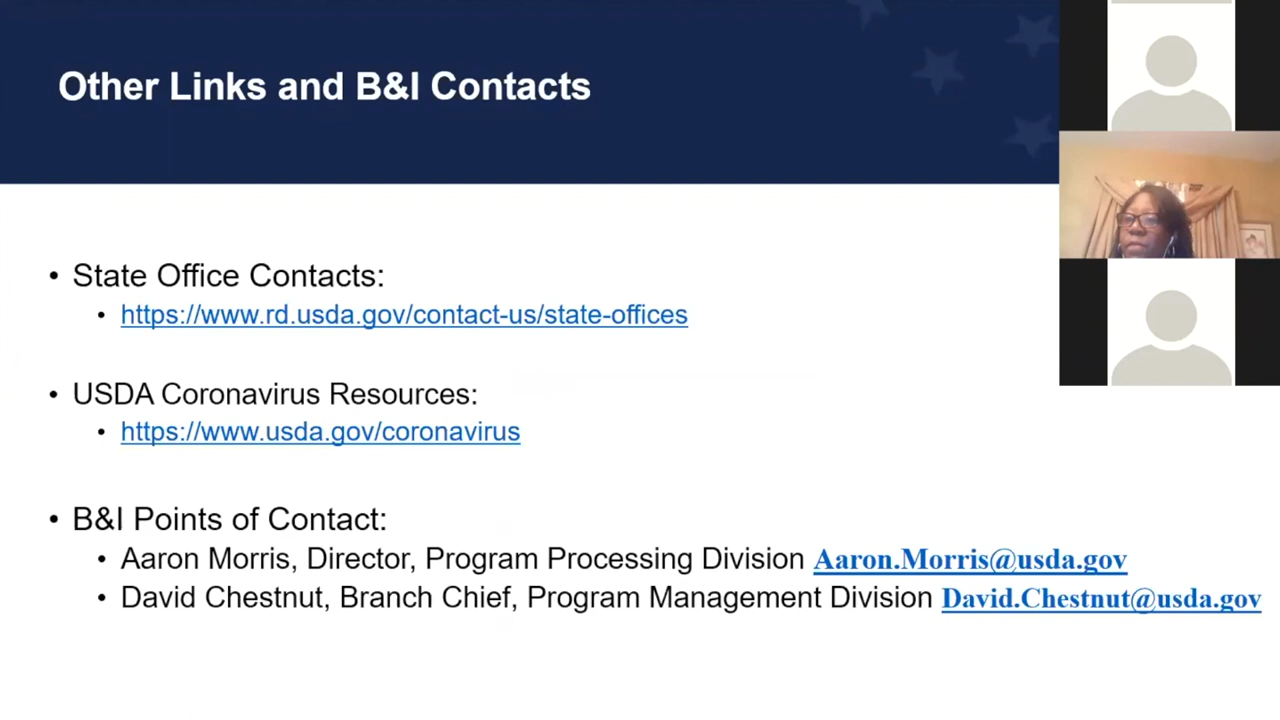 Other Links and B&I Contacts
• State Office Contacts:
• https://www.rd.usda.gov/contact-us/state-offices
• USDA Coronavirus Resources:
• https://www.usda.gov/coronavirus
• B&I Points of Contact:
• Aaron Morris, Director, Program Processing Division Aaron.Morris@usda.gov
• David Chestnut, Branch Chief, Program Management Division David.Chestnut@usda.gov